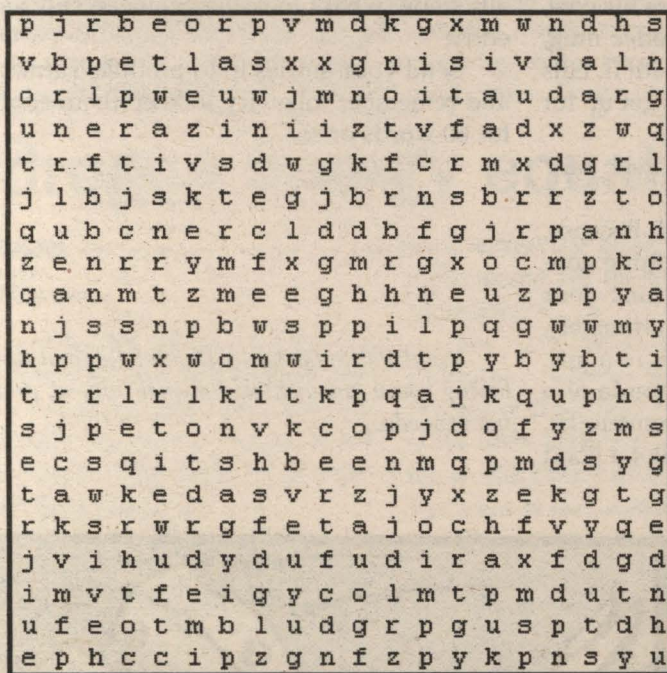 p j r b e o r p v m d k g x m w n d h s
v b p e t l a s x x g n i s i v d a l n
o r l p w e u w j m n o i t a u d a r g
u n e r a z i n i i z t v f a d x z w q
t r f t i v s d w g k f c r m x d g r l
j l b j s k t e g j b r n s b r r z t o
q u b c n e r c l d d b f g j r p a n h
z e n r r y m f x g m r g x o c m p k c
q a n m t z m e e g h h n e u z p p y a
n j s s n p b w s p p i l p q g w w m y
h p p w x w o m w i r d t p y b y b t i
t r r l r l k i t k p q a j k q u p h d
s j p e t o n v k c o p j d o f y z m s
e c s q i t s h b e e n m q p m d s y g
t a w k e d a s v r z j y x z e k g t g
r k s r w r g f e t a j o c h f v y q e
j v i h u d y d u f u d i r a x f d g d
i m v t f e i g y c o l m t p m d u t n
u f e o t m b l u d g r p g u s p t d h
e p h c c i p z g n f z p y k p n s y u